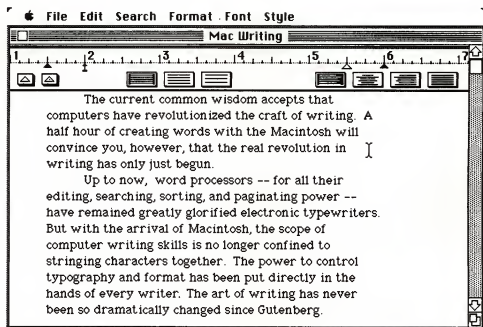 File Edit Search Format Font Style
Mac Writing
1 2 3 4 5 6 7
The current common wisdom accepts that
computers have revolutionized the craft of writing. A
half hour of creating words with the Macintosh will
convince you, however, that the real revolution in
writing has only just begun.
Up to now, word processors -- for all their
editing, searching, sorting, and paginating power --
have remained greatly glorified electronic typewriters.
But with the arrival of Macintosh, the scope of
computer writing skills is no longer confined to
stringing characters together. The power to control
typography and format has been put directly in the
hands of every writer. The art of writing has never
been so dramatically changed since Gutenberg.